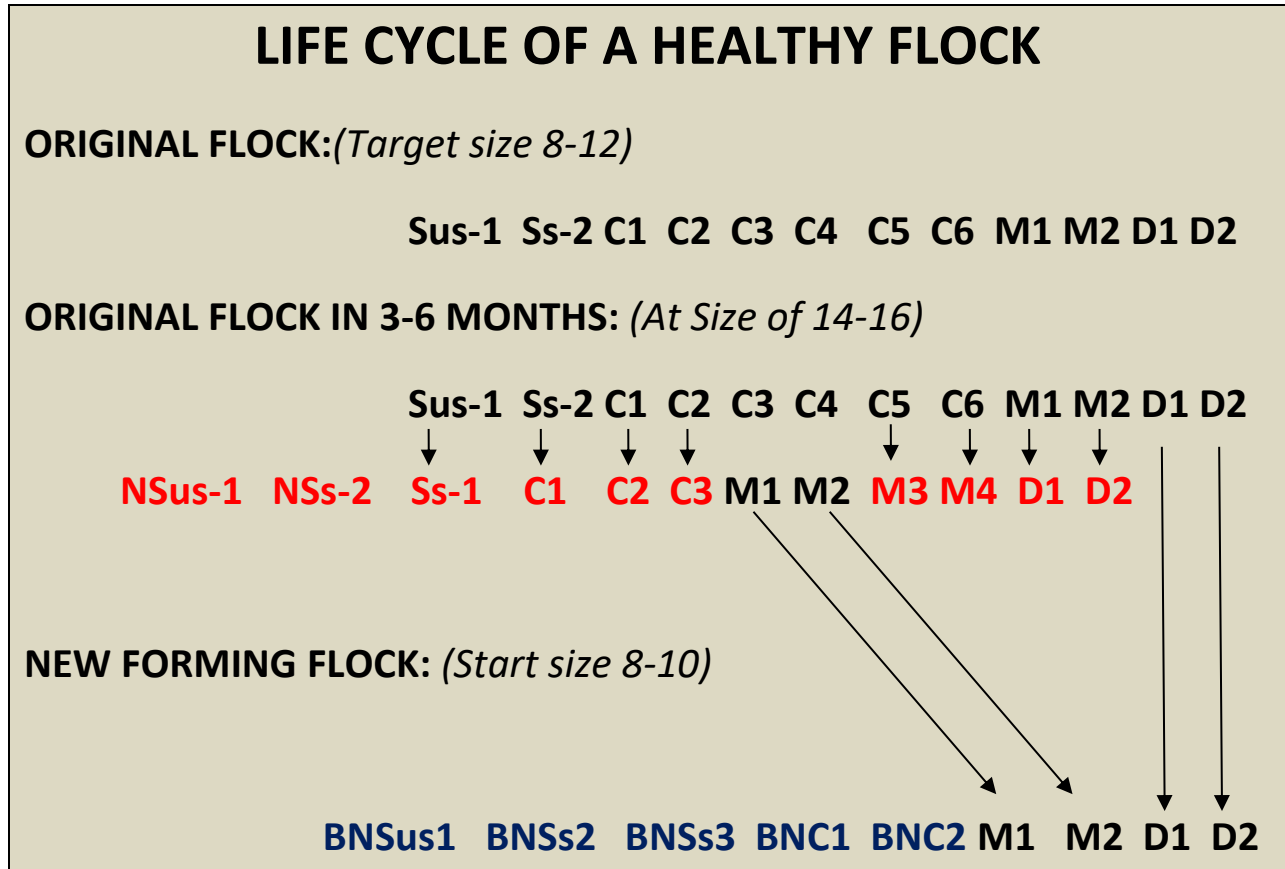 LIFE CYCLE OF A HEALTHY FLOCK
ORIGINAL FLOCK:(Target size 8-12)
Sus-1 Ss-2 C1 C2 C3 C4 C5 C6 M1 M2 D1 D2
ORIGINAL FLOCK IN 3-6 MONTHS: (At Size of 14-16)
Sus-1 Ss-2 C1 C2 C3 C4 C5 C6 M1 M2 D1 D2
NSus-1 NSs-2 Ss-1 C1 C2 C3 M1 M2 M3 M4 D1 D2
NEW FORMING FLOCK: (Start size 8-10)
BNSus1 BNSs2 BNSs3 BNC1 BNC2 M1 M2 D1 D2